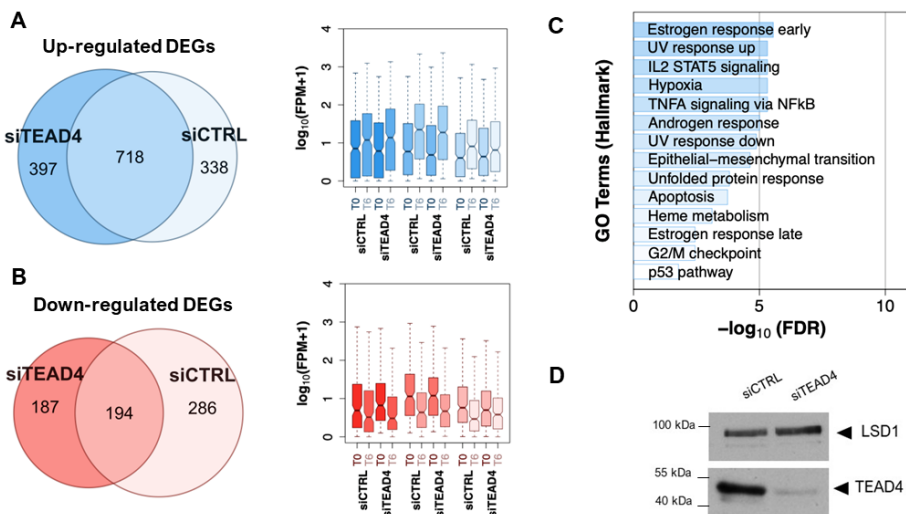 A
Up-regulated DEGs
siTEAD4
siCTRL
397
718
338
log10(FPM+1)
4
3
2
1
0
T0 T6 T0 T6 T0 T6 T0 T6 T0 T6 T0 T6
siCTRL siTEAD4 siCTRL siTEAD4 siCTRL siTEAD4
B
Down-regulated DEGs
siTEAD4
siCTRL
187
194
286
log10(FPM+1)
4
3
2
1
0
T0 T6 T0 T6 T0 T6 T0 T6 T0 T6 T0 T6
siCTRL siTEAD4 siCTRL siTEAD4 siCTRL siTEAD4
C
GO Terms (Hallmark)
Estrogen response early
UV response up
IL2 STAT5 signaling
Hypoxia
TNFA signaling via NFkB
Androgen response
UV response down
Epithelial−mesenchymal transition
Unfolded protein response
Apoptosis
Heme metabolism
Estrogen response late
G2/M checkpoint
p53 pathway
0 5 10
−log10 (FDR)
D
siCTRL siTEAD4
100 kDa
LSD1
55 kDa
TEAD4
40 kDa